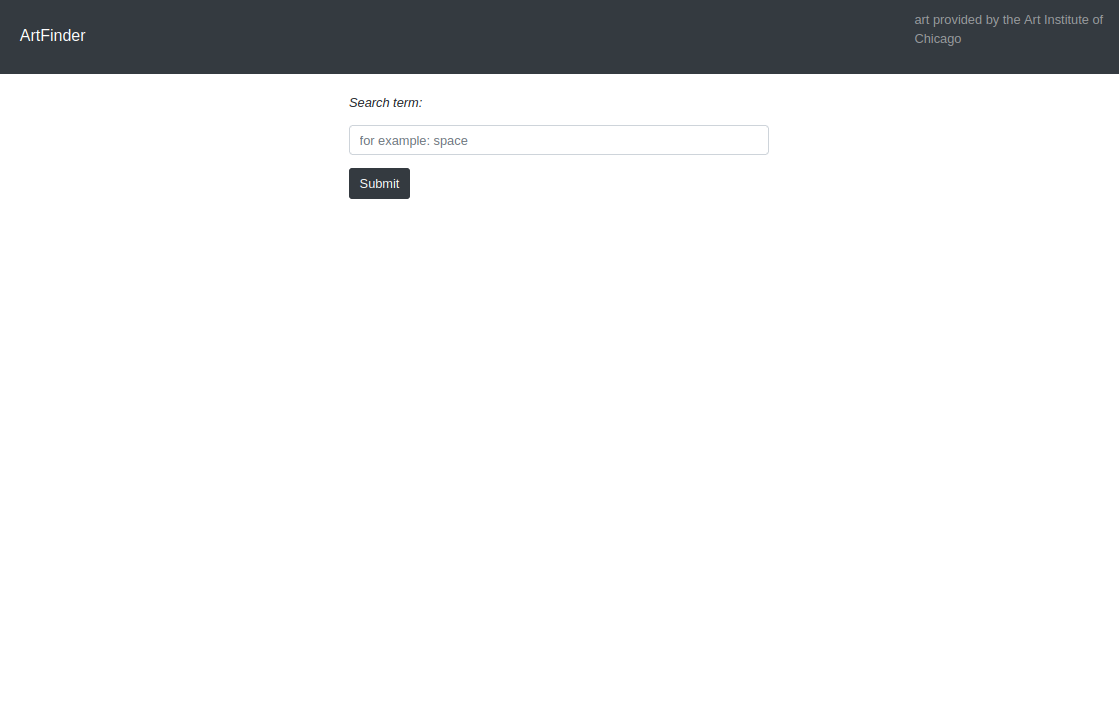 ArtFinder
art provided by the Art Institute of
Chicago
Search term:
for example: space
Submit